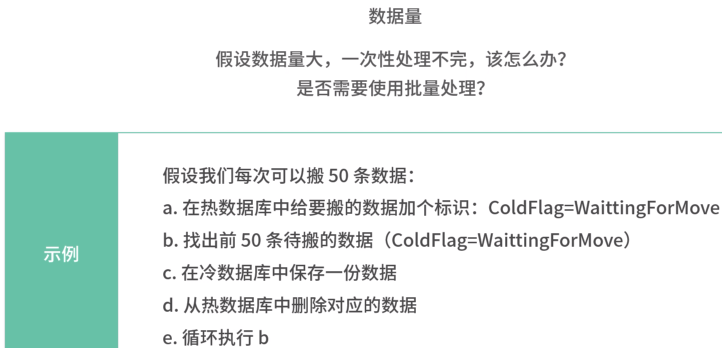 数据量
假设数据量大，一次性处理不完，该怎么办？
是否需要使用批量处理？
示例
假设我们每次可以搬 50 条数据：
a. 在热数据库中给要搬的数据加个标识：ColdFlag=WaittingForMove
b. 找出前 50 条待搬的数据（ColdFlag=WaittingForMove）
c. 在冷数据库中保存一份数据
d. 从热数据库中删除对应的数据
e. 循环执行 b